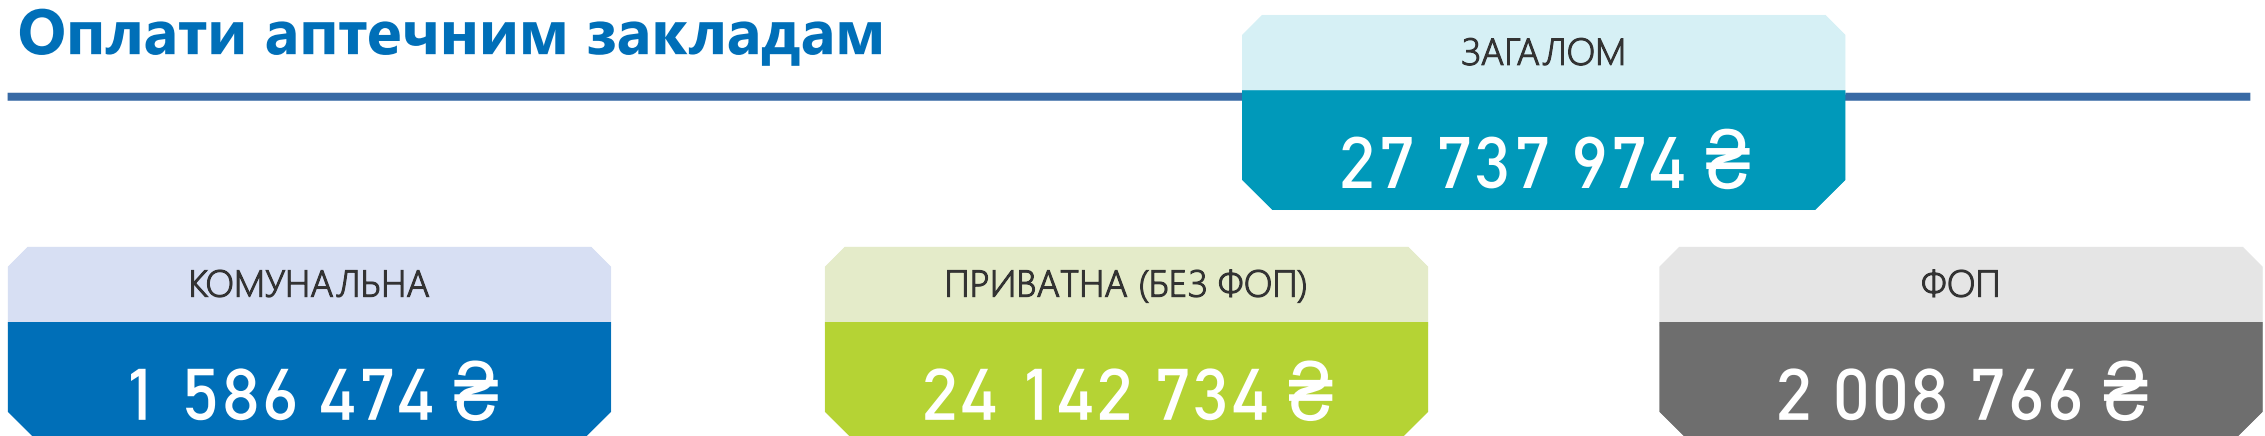 Оплати аптечним закладам
ЗАГАЛОМ
27 737 974 ₴
КОМУНАЛЬНА
1 586 474 ₴
ПРИВАТНА (БЕЗ ФОП)
24 142 734 ₴
ФОП
2 008 766 ₴